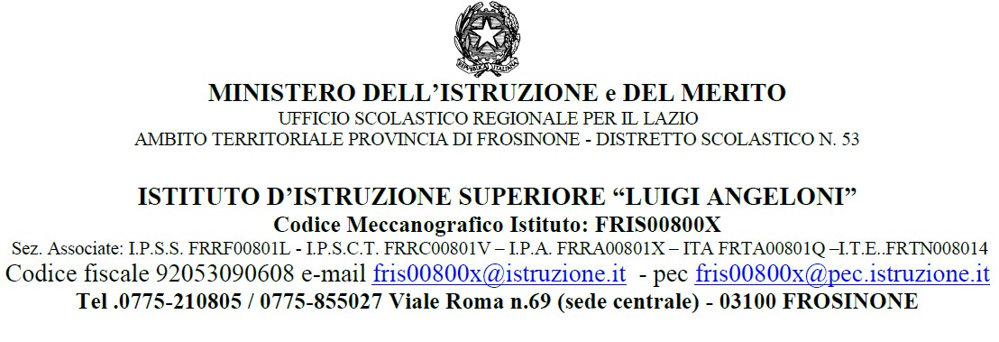 REPVBBLICA ITALIANA
MINISTERO DELL’ISTRUZIONE e DEL MERITO
UFFICIO SCOLASTICO REGIONALE PER IL LAZIO
AMBITO TERRITORIALE PROVINCIA DI FROSINONE - DISTRETTO SCOLASTICO N. 53
ISTITUTO D’ISTRUZIONE SUPERIORE “LUIGI ANGELONI”
Codice Meccanografico Istituto: FRIS00800X
Sez. Associate: I.P.S.S. FRRF00801L - I.P.S.C.T. FRRC00801V – I.P.A. FRRA00801X – ITA FRTA00801Q –I.T.E..FRTN008014
Codice fiscale 92053090608 e-mail fris00800x@istruzione.it - pec fris00800x@pec.istruzione.it
Tel .0775-210805 / 0775-855027 Viale Roma n.69 (sede centrale) - 03100 FROSINONE